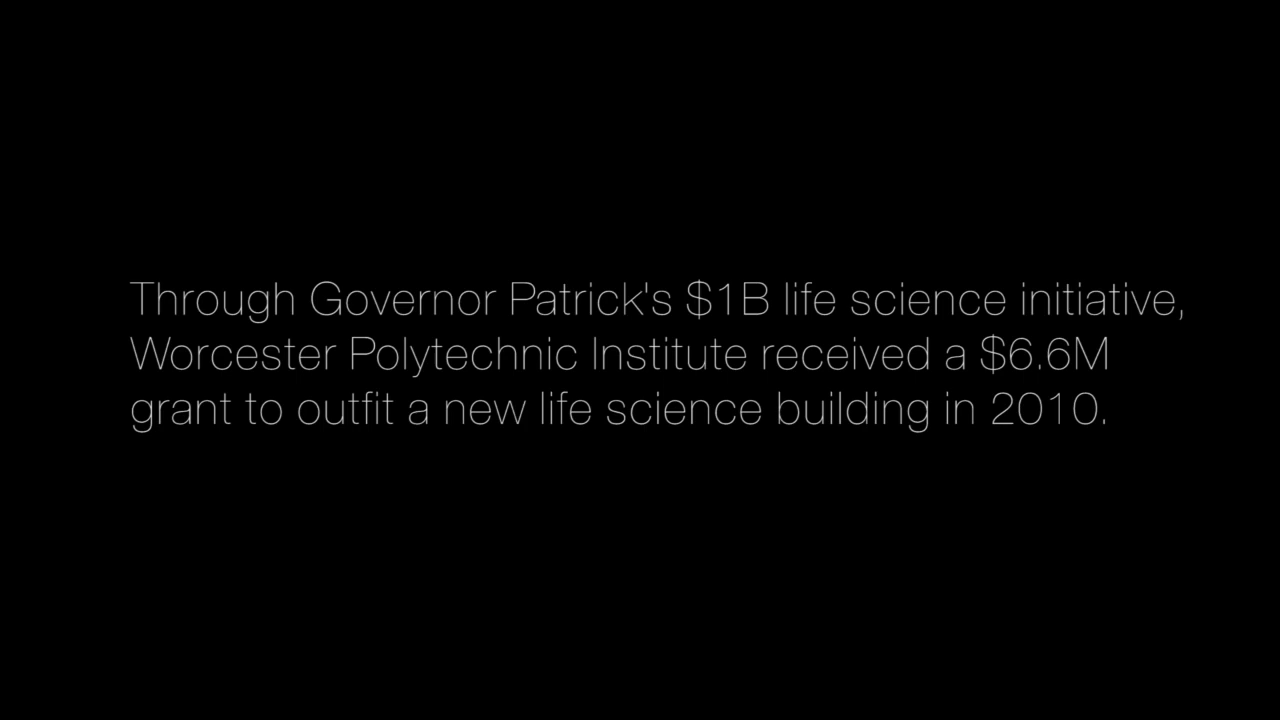 Through Governor Patrick's $1B life science initiative,
Worcester Polytechnic Institute received a $6.6M
grant to outfit a new life science building in 2010.